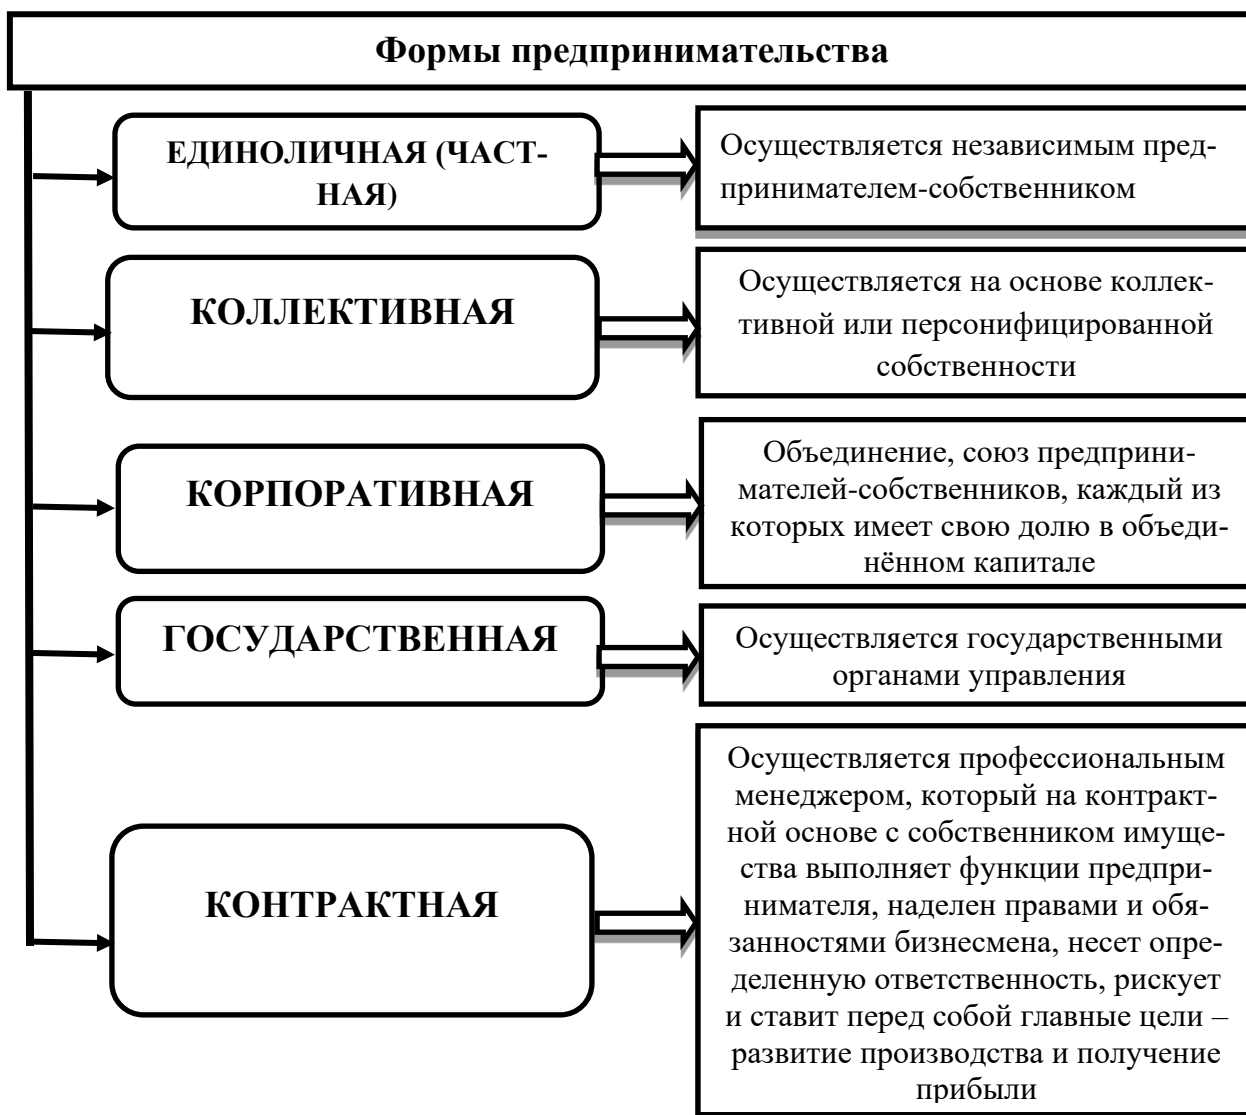 Формы предпринимательства
ЕДИНОЛИЧНАЯ (ЧАСТ-
НАЯ)
Осуществляется независимым пред-
принимателем-собственником
КОЛЛЕКТИВНАЯ
Осуществляется на основе коллек-
тивной или персонифицированной
собственности
КОРПОРАТИВНАЯ
Объединение, союз предприни-
мателей-собственников, каждый из
которых имеет свою долю в объеди-
нённом капитале
ГОСУДАРСТВЕННАЯ
Осуществляется государственными
органами управления
КОНТРАКТНАЯ
Осуществляется профессиональным
менеджером, который на контракт-
ной основе с собственником имуще-
ства выполняет функции предпри-
нимателя, наделен правами и обя-
занностями бизнесмена, несет опре-
деленную ответственность, рискует
и ставит перед собой главные цели –
развитие производства и получение
прибыли